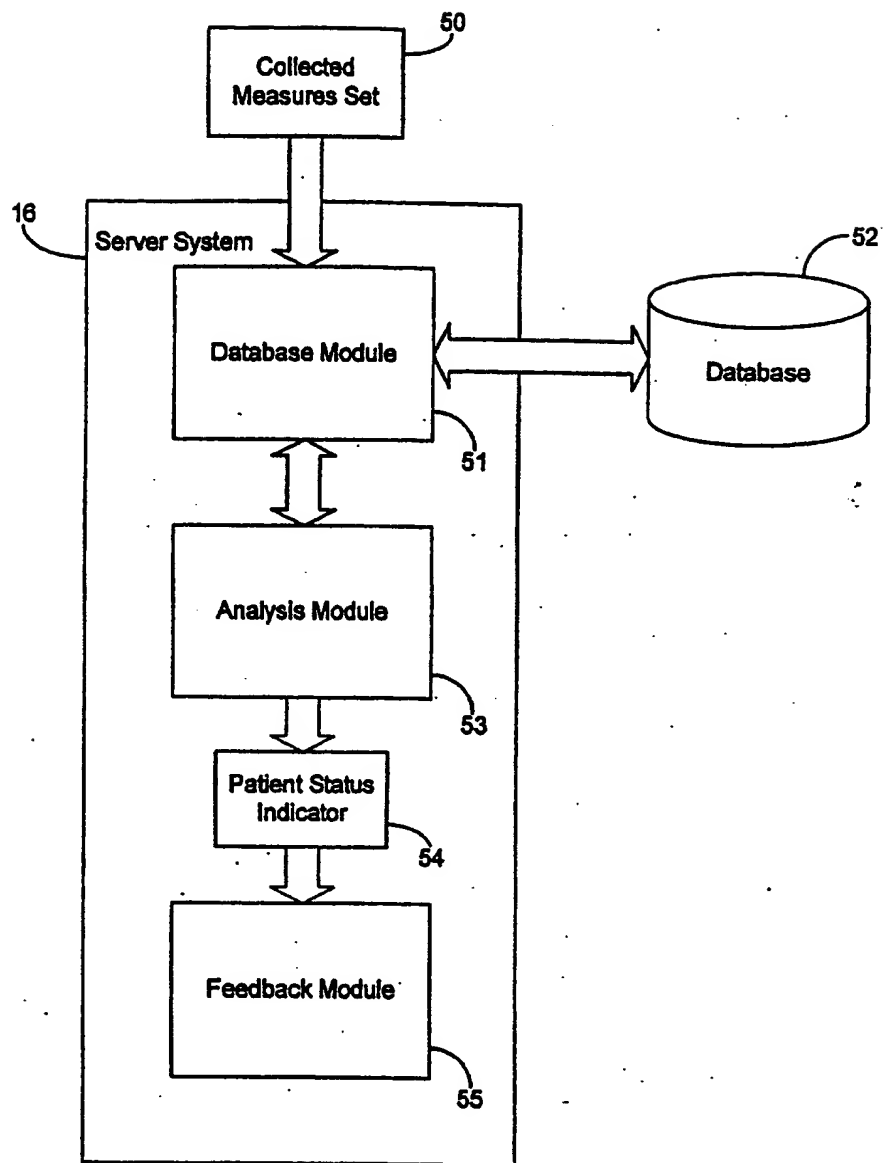 50
Collected
Measures Set
16
Server System
52
Database Module
Database
51
Analysis Module
53
Patient Status
Indicator
54
Feedback Module
55